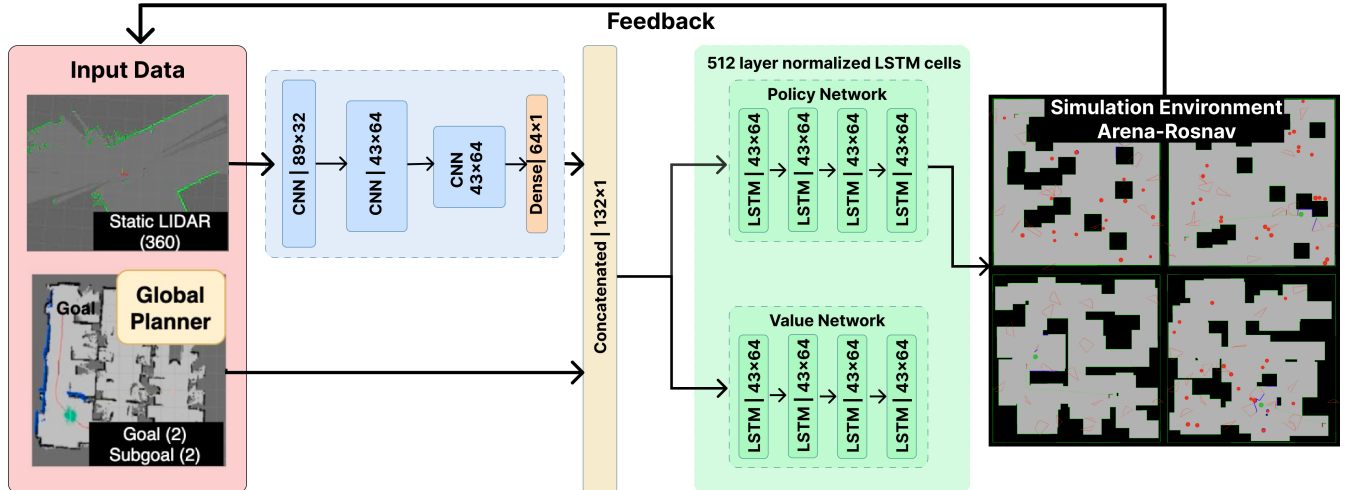 Feedback
Input Data
Static LIDAR
(360)
Goal
Global
Planner
Goal (2)
Subgoal (2)
CNN | 89×32
CNN | 43×64
CNN
43×64
Dense| 64×1
Concatenated | 132×1
512 layer normalized LSTM cells
Policy Network
LSTM | 43×64
LSTM | 43×64
LSTM | 43×64
LSTM | 43×64
Value Network
LSTM | 43×64
LSTM | 43×64
LSTM | 43×64
LSTM | 43×64
Simulation Environment
Arena-Rosnav